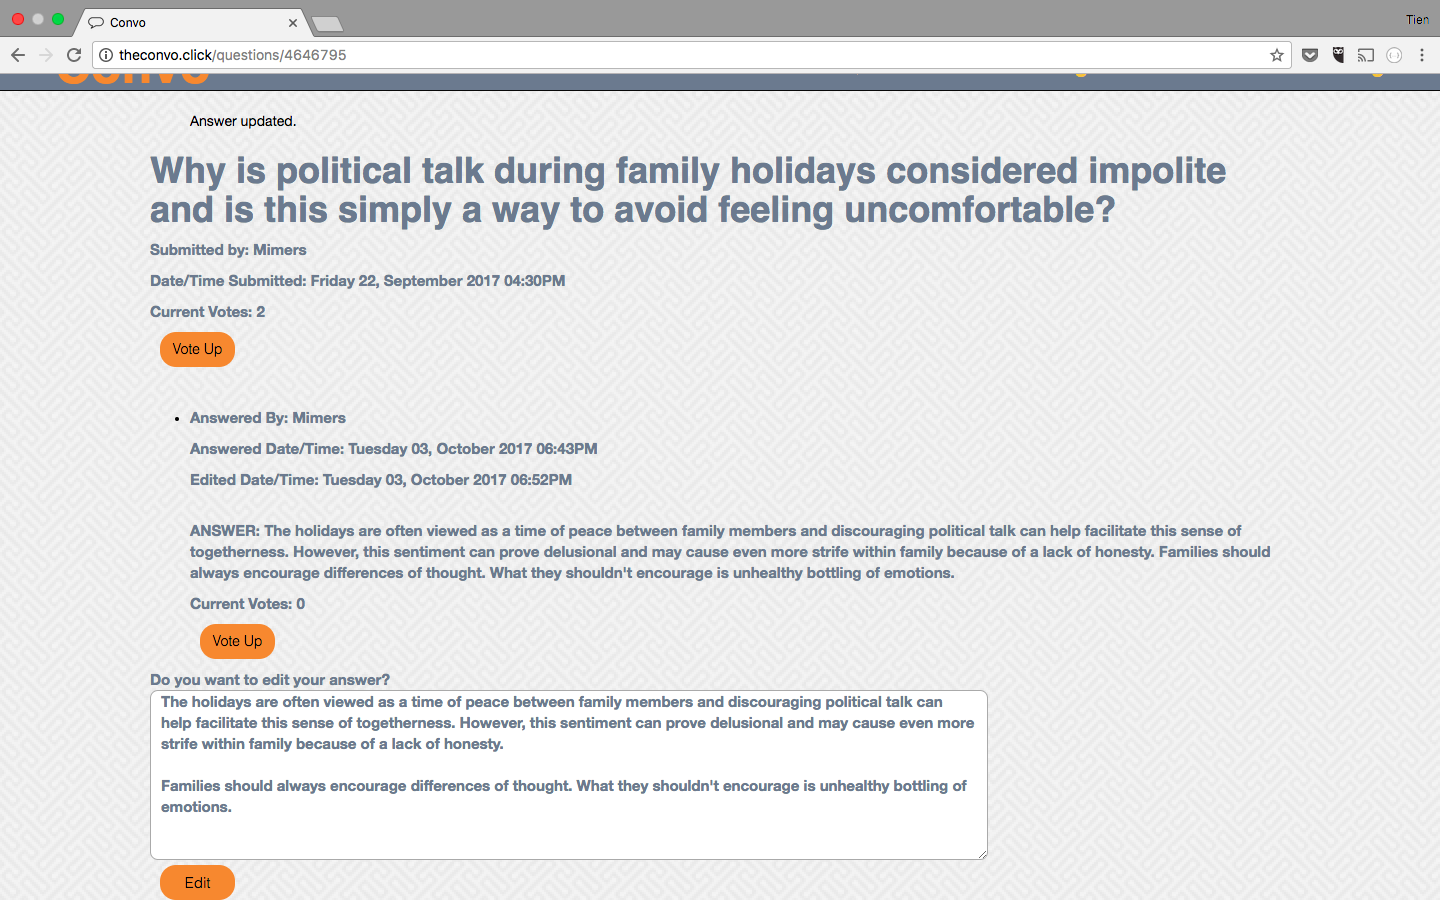 Convo
Tien
theconvo.click/questions/4646795
Convo
Answer updated.
Why is political talk during family holidays considered impolite
and is this simply a way to avoid feeling uncomfortable?
Submitted by: Mimers
Date/Time Submitted: Friday 22, September 2017 04:30PM
Current Votes: 2
Vote Up
Answered By: Mimers
Answered Date/Time: Tuesday 03, October 2017 06:43PM
Edited Date/Time: Tuesday 03, October 2017 06:52PM
ANSWER: The holidays are often viewed as a time of peace between family members and discouraging political talk can help facilitate this sense of
togetherness. However, this sentiment can prove delusional and may cause even more strife within family because of a lack of honesty. Families should
always encourage differences of thought. What they shouldn't encourage is unhealthy bottling of emotions.
Current Votes: 0
Vote Up
Do you want to edit your answer?
The holidays are often viewed as a time of peace between family members and discouraging political talk can
help facilitate this sense of togetherness. However, this sentiment can prove delusional and may cause even more
strife within family because of a lack of honesty.
Families should always encourage differences of thought. What they shouldn't encourage is unhealthy bottling of
emotions.
Edit